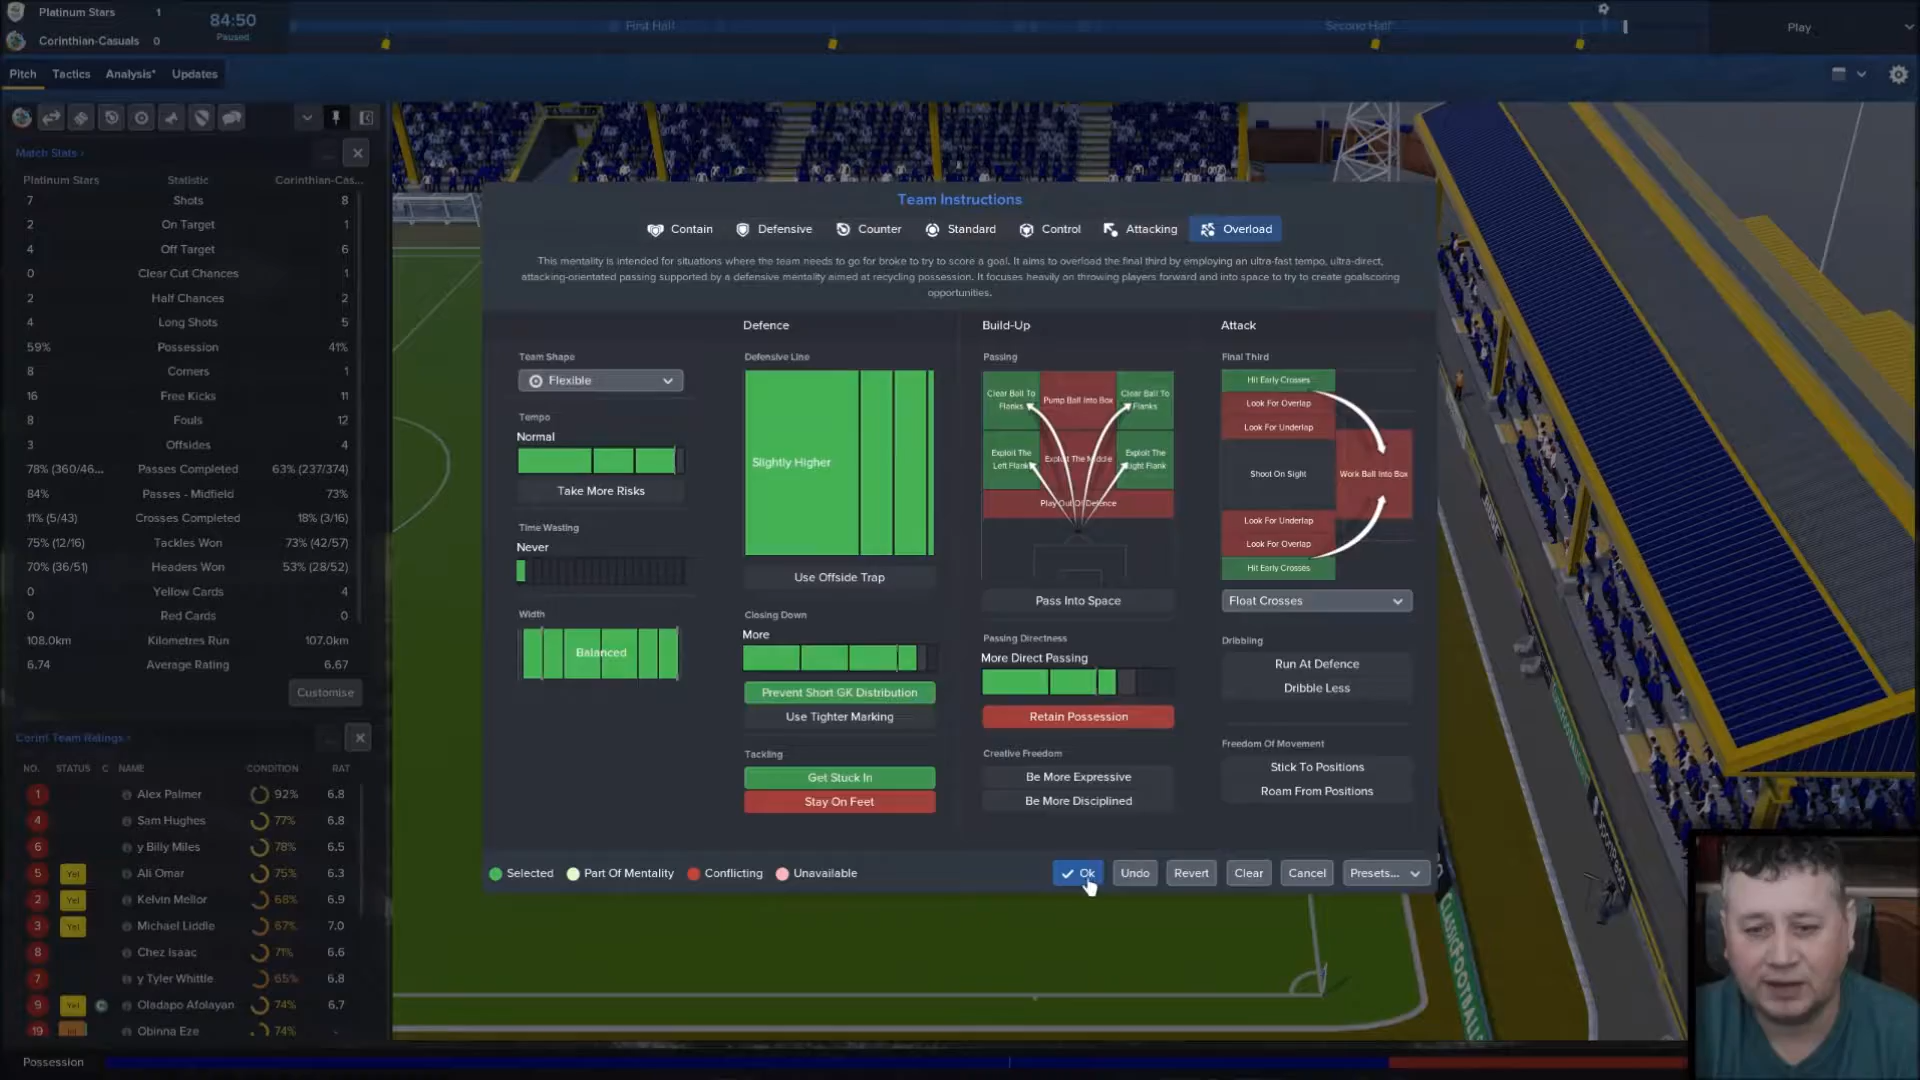 Platinum Stars 1
Corinthian-Casuals 0
84:50
Paused
First Half
Second Half
Play
Pitch Tactics Analysis* Updates
Match Stats ›
Platinum Stars Statistic Corinthian-Cas...
7 Shots 8
2 On Target 1
4 Off Target 6
0 Clear Cut Chances 1
2 Half Chances 2
4 Long Shots 5
59% Possession 41%
8 Corners 1
16 Free Kicks 11
8 Fouls 12
3 Offsides 4
78% (360/46... Passes Completed 63% (237/374)
84% Passes - Midfield 73%
11% (5/43) Crosses Completed 18% (3/16)
75% (12/16) Tackles Won 73% (42/57)
70% (36/51) Headers Won 53% (28/52)
0 Yellow Cards 4
0 Red Cards 0
108.0km Kilometres Run 107.0km
6.74 Average Rating 6.67
Customise
Corint Team Ratings ›
NO. STATUS C NAME CONDITION RAT
1 Alex Palmer 92% 6.8
4 Sam Hughes 77% 6.8
6 y Billy Miles 78% 6.5
5 Yel Ali Omar 75% 6.3
2 Yel Kelvin Mellor 68% 6.9
3 Yel Michael Liddle 67% 7.0
8 Chez Isaac 71% 6.6
7 y Tyler Whittle 65% 6.8
9 Yel C Oladapo Afolayan 74% 6.7
19 Obinna Eze 74% -
Possession
Team Instructions
Contain Defensive Counter Standard Control Attacking Overload
This mentality is intended for situations where the team needs to go for broke to try to score a goal. It aims to overload the final third by employing an ultra-fast tempo, ultra-direct,
attacking-orientated passing supported by a defensive mentality aimed at recycling possession. It focuses heavily on throwing players forward and into space to try to create goalscoring
opportunities.
Team Shape
Flexible
Tempo
Normal
Take More Risks
Time Wasting
Never
Width
Balanced
Defence
Defensive Line
Slightly Higher
Use Offside Trap
Closing Down
More
Prevent Short GK Distribution
Use Tighter Marking
Tackling
Get Stuck In
Stay On Feet
Build-Up
Passing
Clear Ball To Flanks
Pump Ball Into Box
Clear Ball To Flanks
Exploit The Left Flank
Exploit The Middle
Exploit The Right Flank
Play Out Of Defence
Pass Into Space
Passing Directness
More Direct Passing
Retain Possession
Creative Freedom
Be More Expressive
Be More Disciplined
Attack
Final Third
Hit Early Crosses
Look For Overlap
Look For Underlap
Shoot On Sight
Work Ball Into Box
Look For Underlap
Look For Overlap
Hit Early Crosses
Float Crosses
Dribbling
Run At Defence
Dribble Less
Freedom Of Movement
Stick To Positions
Roam From Positions
Selected Part Of Mentality Conflicting Unavailable
Ok Undo Revert Clear Cancel Presets...
CLASSICFOOTBALL